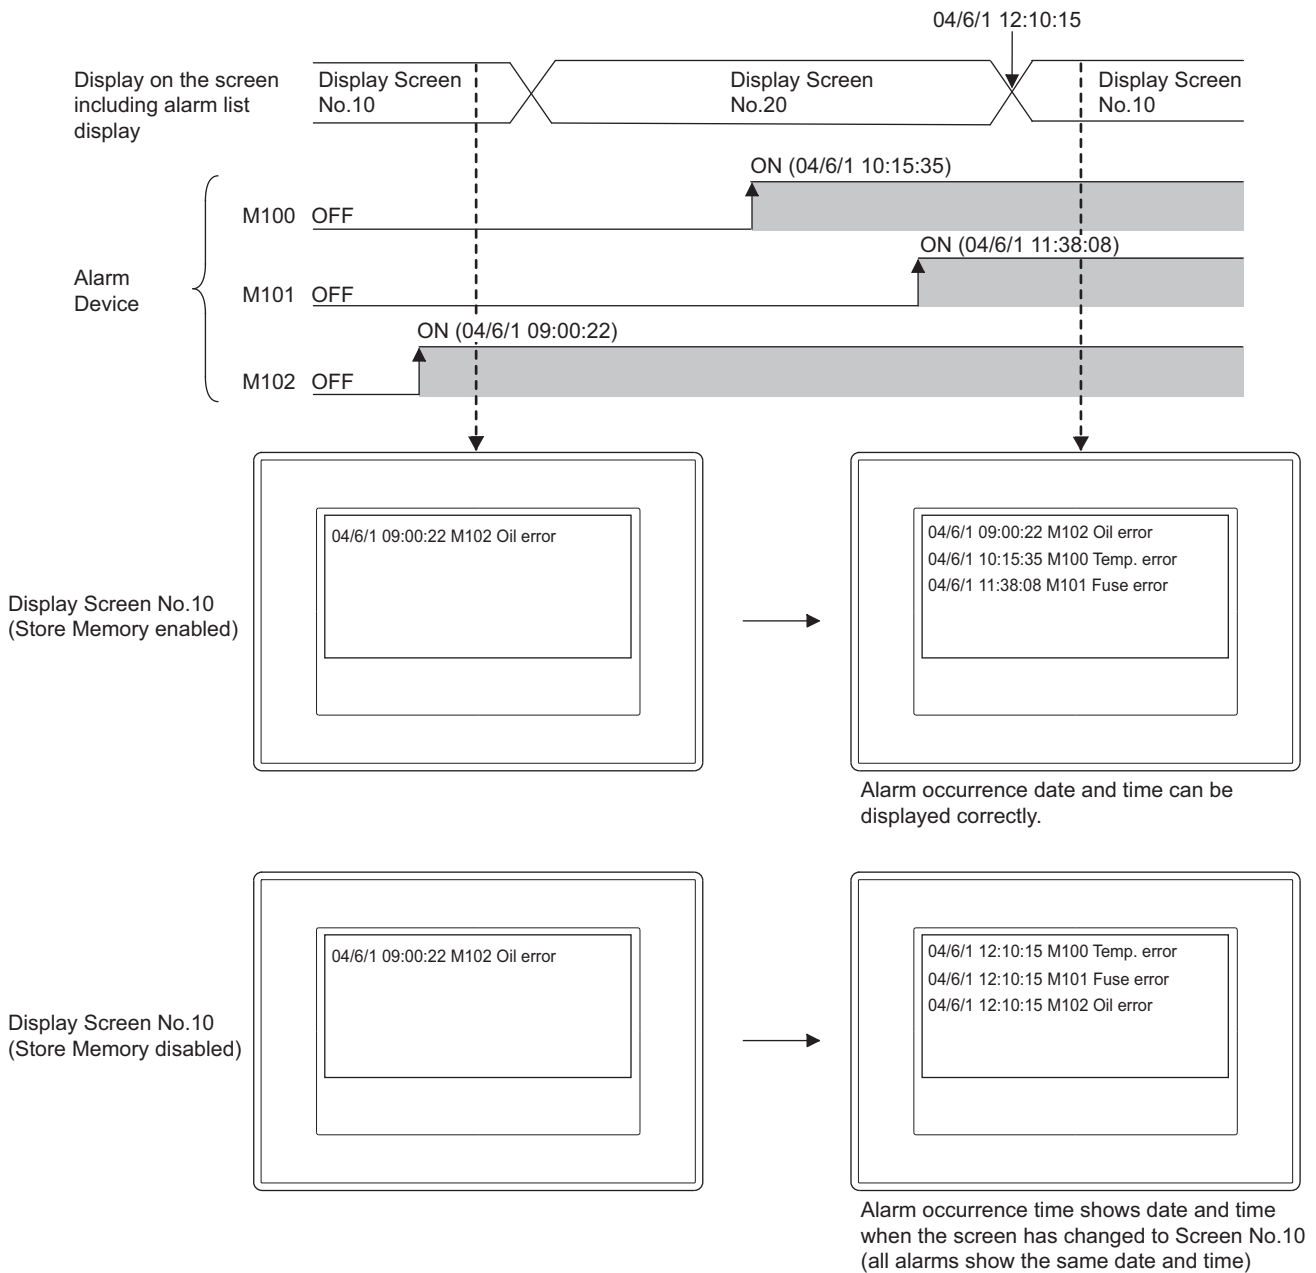 04/6/1 12:10:15
Display on the screen
including alarm list
display
Display Screen
No.10
Display Screen
No.20
Display Screen
No.10
Alarm
Device
ON (04/6/1 10:15:35)
M100 OFF
ON (04/6/1 11:38:08)
M101 OFF
ON (04/6/1 09:00:22)
M102 OFF
Display Screen No.10
(Store Memory enabled)
04/6/1 09:00:22 M102 Oil error
04/6/1 09:00:22 M102 Oil error
04/6/1 10:15:35 M100 Temp. error
04/6/1 11:38:08 M101 Fuse error
Alarm occurrence date and time can be
displayed correctly.
Display Screen No.10
(Store Memory disabled)
04/6/1 09:00:22 M102 Oil error
04/6/1 12:10:15 M100 Temp. error
04/6/1 12:10:15 M101 Fuse error
04/6/1 12:10:15 M102 Oil error
Alarm occurrence time shows date and time
when the screen has changed to Screen No.10
(all alarms show the same date and time)